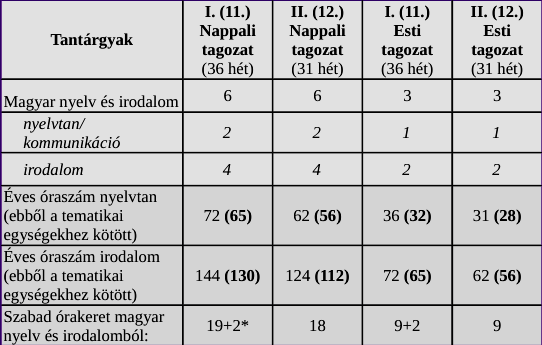 Tantárgyak
I. (11.) Nappali tagozat (36 hét)
II. (12.) Nappali tagozat (31 hét)
I. (11.) Esti tagozat (36 hét)
II. (12.) Esti tagozat (31 hét)
Magyar nyelv és irodalom 6 6 3 3
nyelvtan/
kommunikáció 2 2 1 1
irodalom 4 4 2 2
Éves óraszám nyelvtan
(ebből a tematikai
egységekhez kötött) 72 (65) 62 (56) 36 (32) 31 (28)
Éves óraszám irodalom
(ebből a tematikai
egységekhez kötött) 144 (130) 124 (112) 72 (65) 62 (56)
Szabad órakeret magyar
nyelv és irodalomból: 19+2* 18 9+2 9